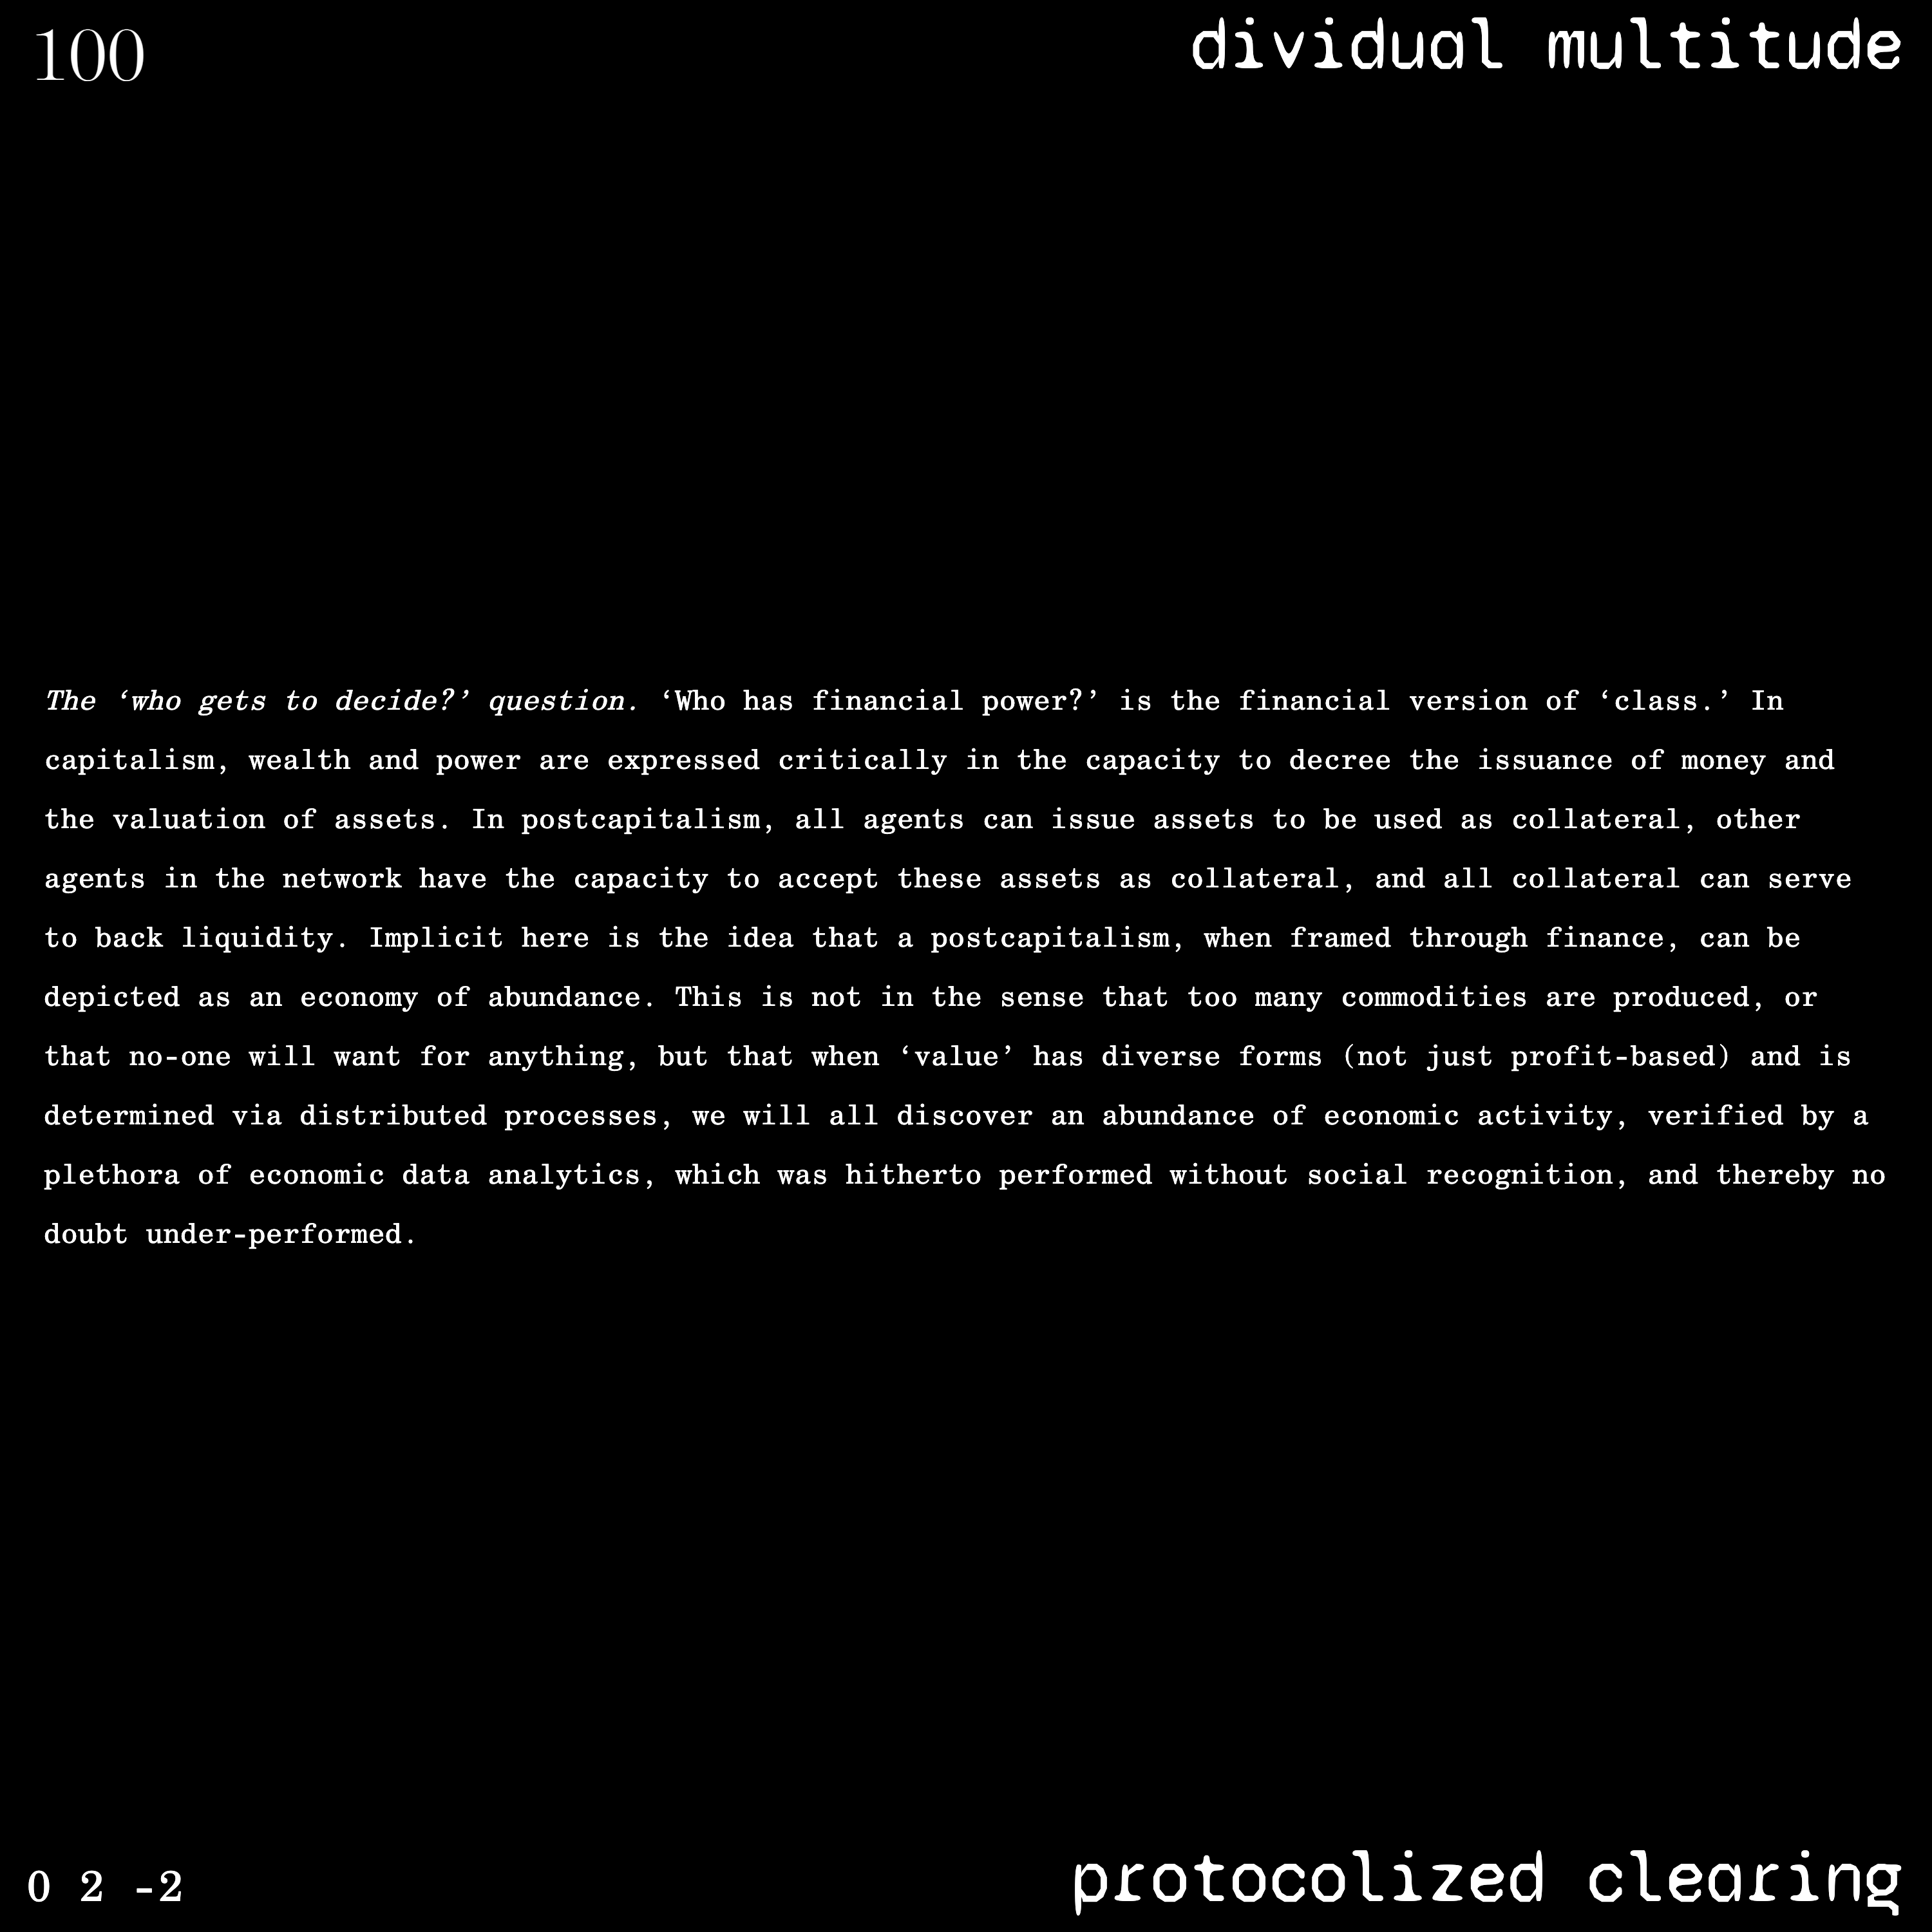 100
dividual multitude
The ‘who gets to decide?’ question. ‘Who has financial power?’ is the financial version of ‘class.’ In
capitalism, wealth and power are expressed critically in the capacity to decree the issuance of money and
the valuation of assets. In postcapitalism, all agents can issue assets to be used as collateral, other
agents in the network have the capacity to accept these assets as collateral, and all collateral can serve
to back liquidity. Implicit here is the idea that a postcapitalism, when framed through finance, can be
depicted as an economy of abundance. This is not in the sense that too many commodities are produced, or
that no-one will want for anything, but that when ‘value’ has diverse forms (not just profit-based) and is
determined via distributed processes, we will all discover an abundance of economic activity, verified by a
plethora of economic data analytics, which was hitherto performed without social recognition, and thereby no
doubt under-performed.
0 2 -2
protocolized clearing